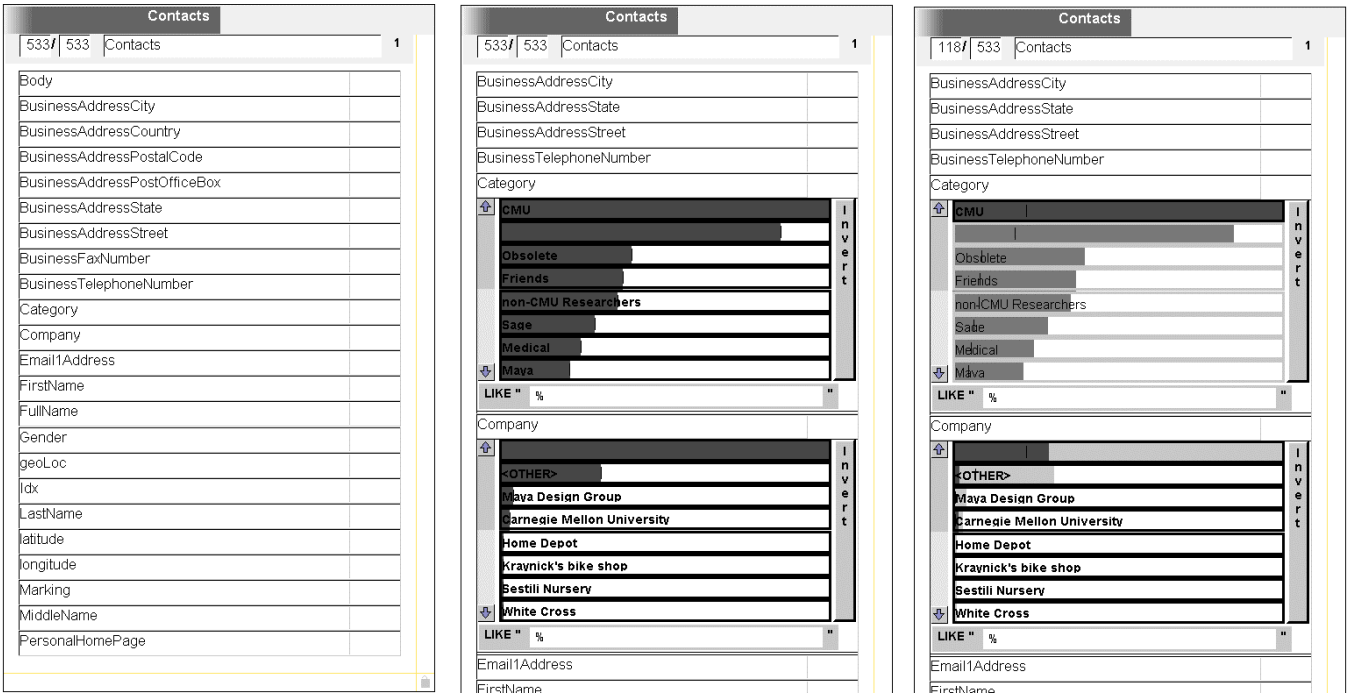 Contacts
533/ 533 Contacts 1
Body
BusinessAddressCity
BusinessAddressCountry
BusinessAddressPostalCode
BusinessAddressPostOfficeBox
BusinessAddressState
BusinessAddressStreet
BusinessFaxNumber
BusinessTelephoneNumber
Category
Company
Email1Address
FirstName
FullName
Gender
geoLoc
Idx
LastName
latitude
longitude
Marking
MiddleName
PersonalHomePage
Contacts
533/ 533 Contacts 1
BusinessAddressCity
BusinessAddressState
BusinessAddressStreet
BusinessTelephoneNumber
Category
CMU
Obsolete
Friends
non-CMU Researchers
Sage
Medical
Maya
Invert
LIKE " % "
Company
<OTHER>
Maya Design Group
Carnegie Mellon University
Home Depot
Kraynick's bike shop
Sestili Nursery
White Cross
Invert
LIKE " % "
Email1Address
FirstName
Contacts
118/ 533 Contacts 1
BusinessAddressCity
BusinessAddressState
BusinessAddressStreet
BusinessTelephoneNumber
Category
CMU
Obsolete
Friends
non-CMU Researchers
Sage
Medical
Maya
Invert
LIKE " % "
Company
<OTHER>
Maya Design Group
Carnegie Mellon University
Home Depot
Kraynick's bike shop
Sestili Nursery
White Cross
Invert
LIKE " % "
Email1Address
FirstName